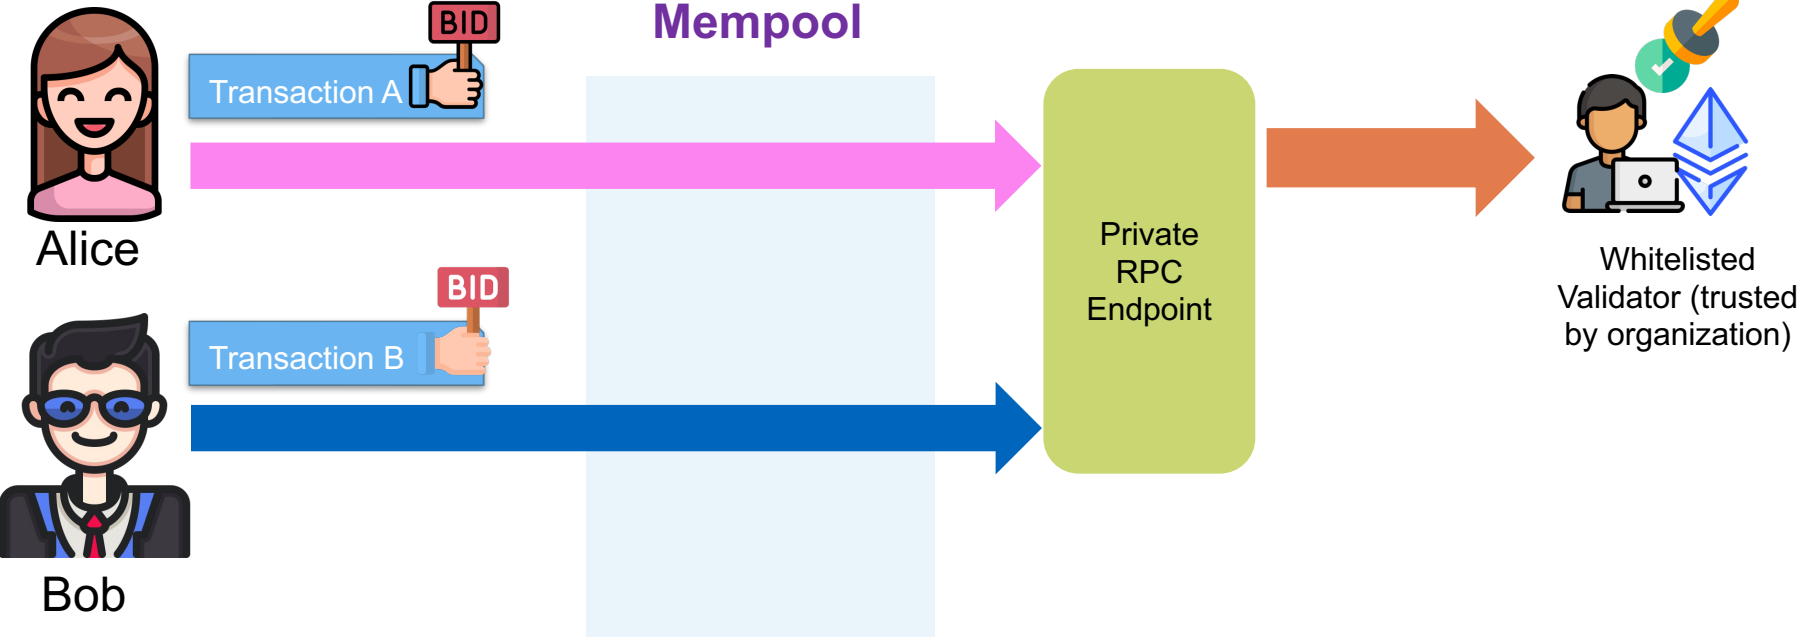 Mempool
BID
Transaction A
Alice
BID
Transaction B
Bob
Private
RPC
Endpoint
Whitelisted
Validator (trusted
by organization)